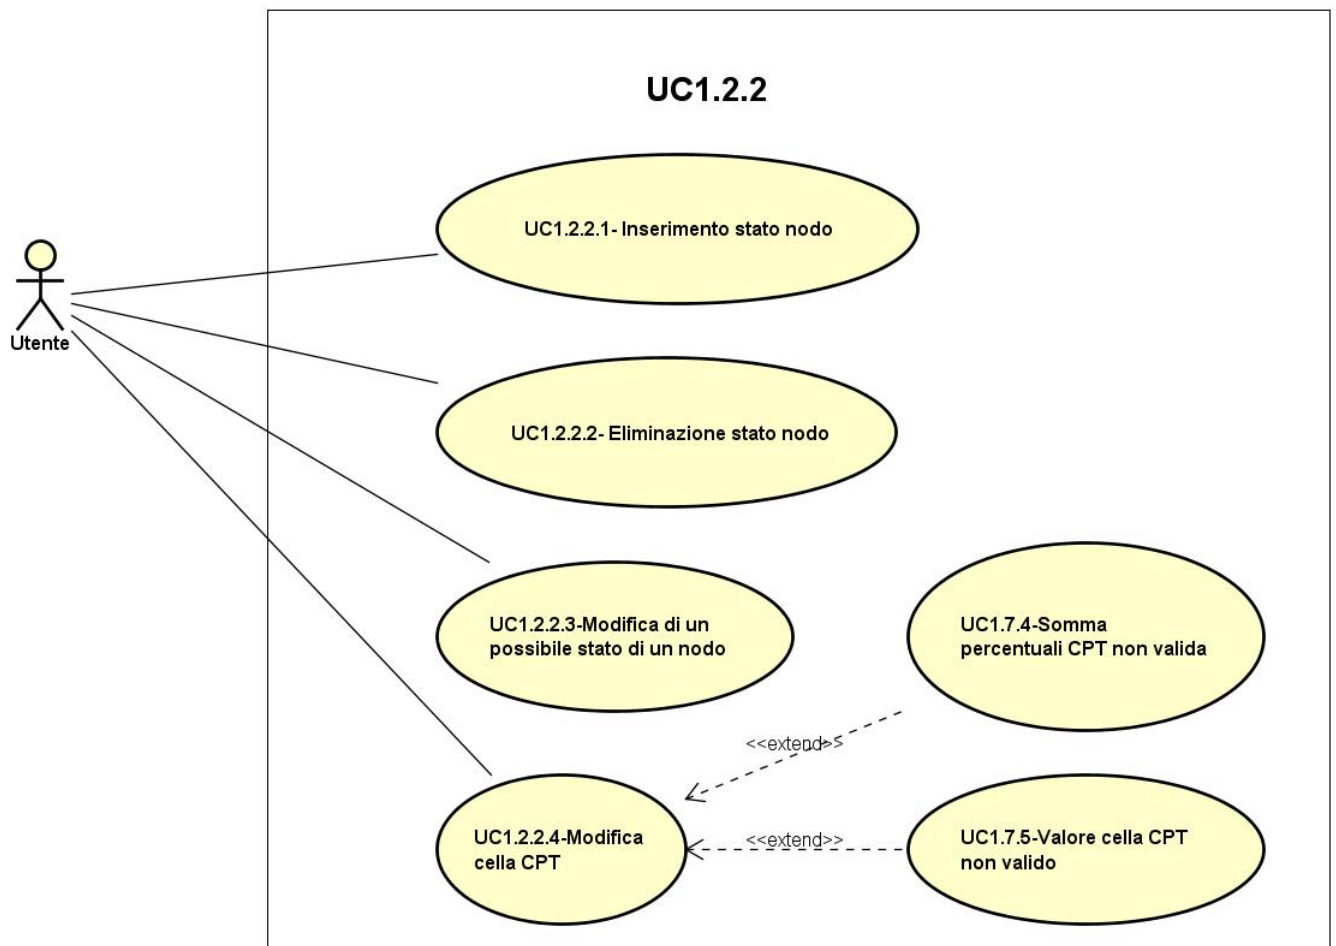 UC1.2.2
UC1.2.2.1- Inserimento stato nodo
Utente
UC1.2.2.2- Eliminazione stato nodo
UC1.2.2.3-Modifica di un
possibile stato di un nodo
UC1.7.4-Somma
percentuali CPT non valida
<<extend>>
UC1.2.2.4-Modifica
cella CPT
<<extend>>
UC1.7.5-Valore cella CPT
non valido